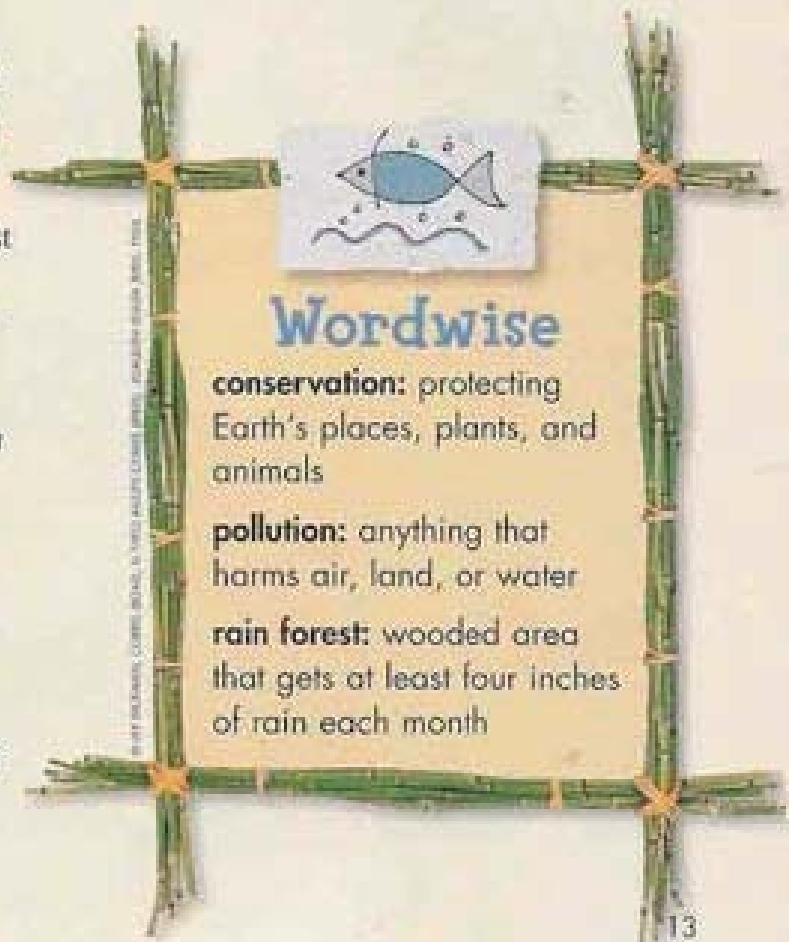 Wordwise
conservation: protecting
Earth's places, plants, and
animals
pollution: anything that
harms air, land, or water
rain forest: wooded area
that gets at least four inches
of rain each month
13